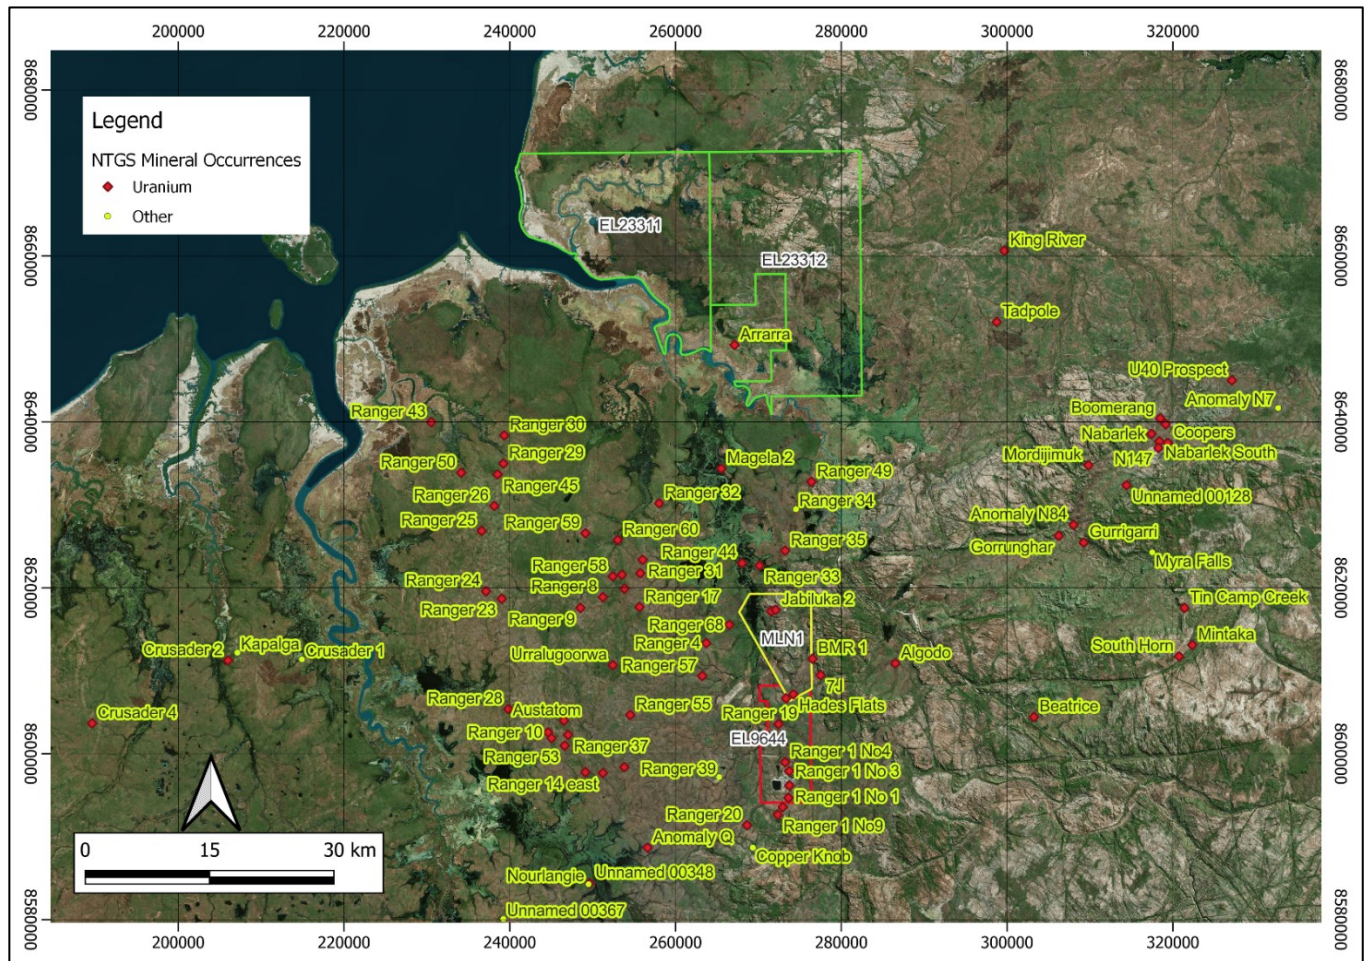 200000 220000 240000 260000 280000 300000 320000
8680000 8680000
Legend
NTGS Mineral Occurrences
Uranium
Other
EL23311
8660000 8660000
King River
EL23312
Tadpole
Ararra
U40 Prospect
Anomaly N7
Ranger 43
Boomerang
8640000 8640000
Ranger 30
Nabarlek
Coopers
Ranger 29
Nabarlek South
N147
Mordijimuk
Ranger 50
Magela 2
Ranger 45
Ranger 49
Ranger 26
Ranger 32
Unnamed 00128
Ranger 34
Anomaly N84
Ranger 25
Ranger 59
Ranger 60
Gurrigarri
Gorrunghar
Ranger 35
Ranger 44
Myra Falls
Ranger 58
Ranger 31
Ranger 33
8620000 8620000
Ranger 24
Ranger 8
Ranger 17
Jabiluka 2
Tin Camp Creek
Ranger 23
Ranger 9
Ranger 68
MLN1
Mintaka
Ranger 4
BMR 1
South Horn
Kapalga
Crusader 2
Crusader 1
Urralugoorwa
Ranger 57
Algodo
7J
Ranger 28
Austatom
Ranger 55
Hades Flats
Beatrice
Crusader 4
Ranger 19
Ranger 10
EL9644
Ranger 37
8600000 8600000
Ranger 53
Ranger 1 No4
Ranger 39
Ranger 1 No 3
Ranger 14 east
Ranger 1 No 1
Ranger 20
Ranger 1 No9
Anomaly Q
Copper Knob
0 15 30 km
Nourlangie
Unnamed 00348
Unnamed 00367
8580000 8580000
200000 220000 240000 260000 280000 300000 320000